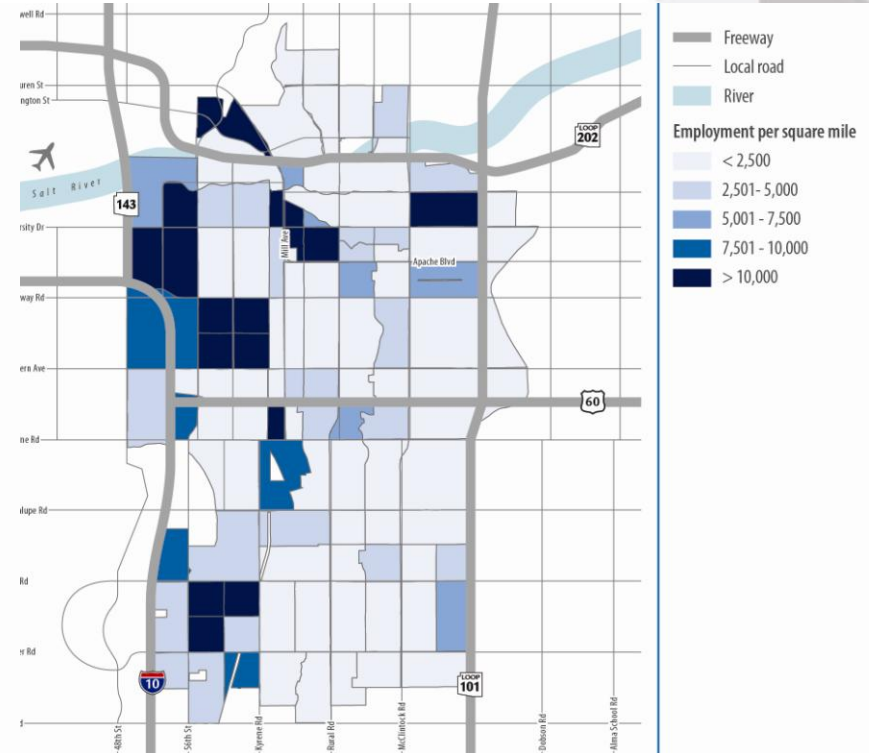 well Rd
uren St
ngton St
Salt River
143
rsity Dr
Mill Ave
Apache Blvd
way Rd
ern Ave
60
ne Rd
lupe Rd
Rd
er Rd
d
10
LOOP
101
LOOP
202
48th St
56th St
Kyrene Rd
Rural Rd
McClintock Rd
Dobson Rd
Alma School Rd
Freeway
Local road
River
Employment per square mile
< 2,500
2,501- 5,000
5,001 - 7,500
7,501 - 10,000
> 10,000